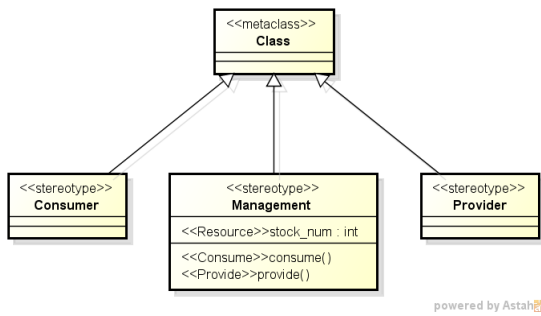 <<metaclass>>
Class
<<stereotype>>
Consumer
<<stereotype>>
Management
<<Resource>>stock_num : int
<<Consume>>consume()
<<Provide>>provide()
<<stereotype>>
Provider
powered by Astah